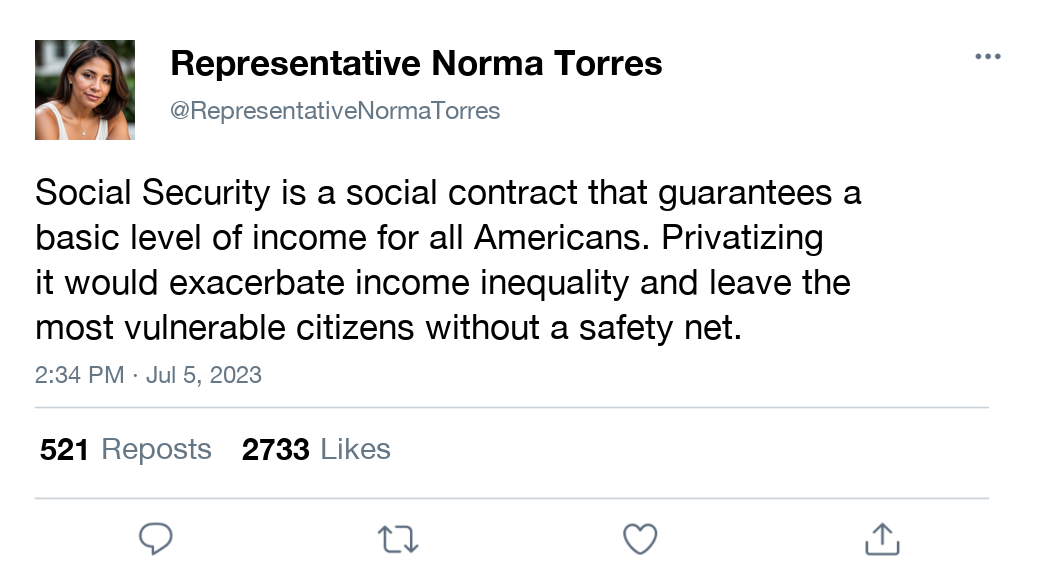 Representative Norma Torres
@RepresentativeNormaTorres
Social Security is a social contract that guarantees a
basic level of income for all Americans. Privatizing
it would exacerbate income inequality and leave the
most vulnerable citizens without a safety net.
2:34 PM · Jul 5, 2023
521 Reposts 2733 Likes